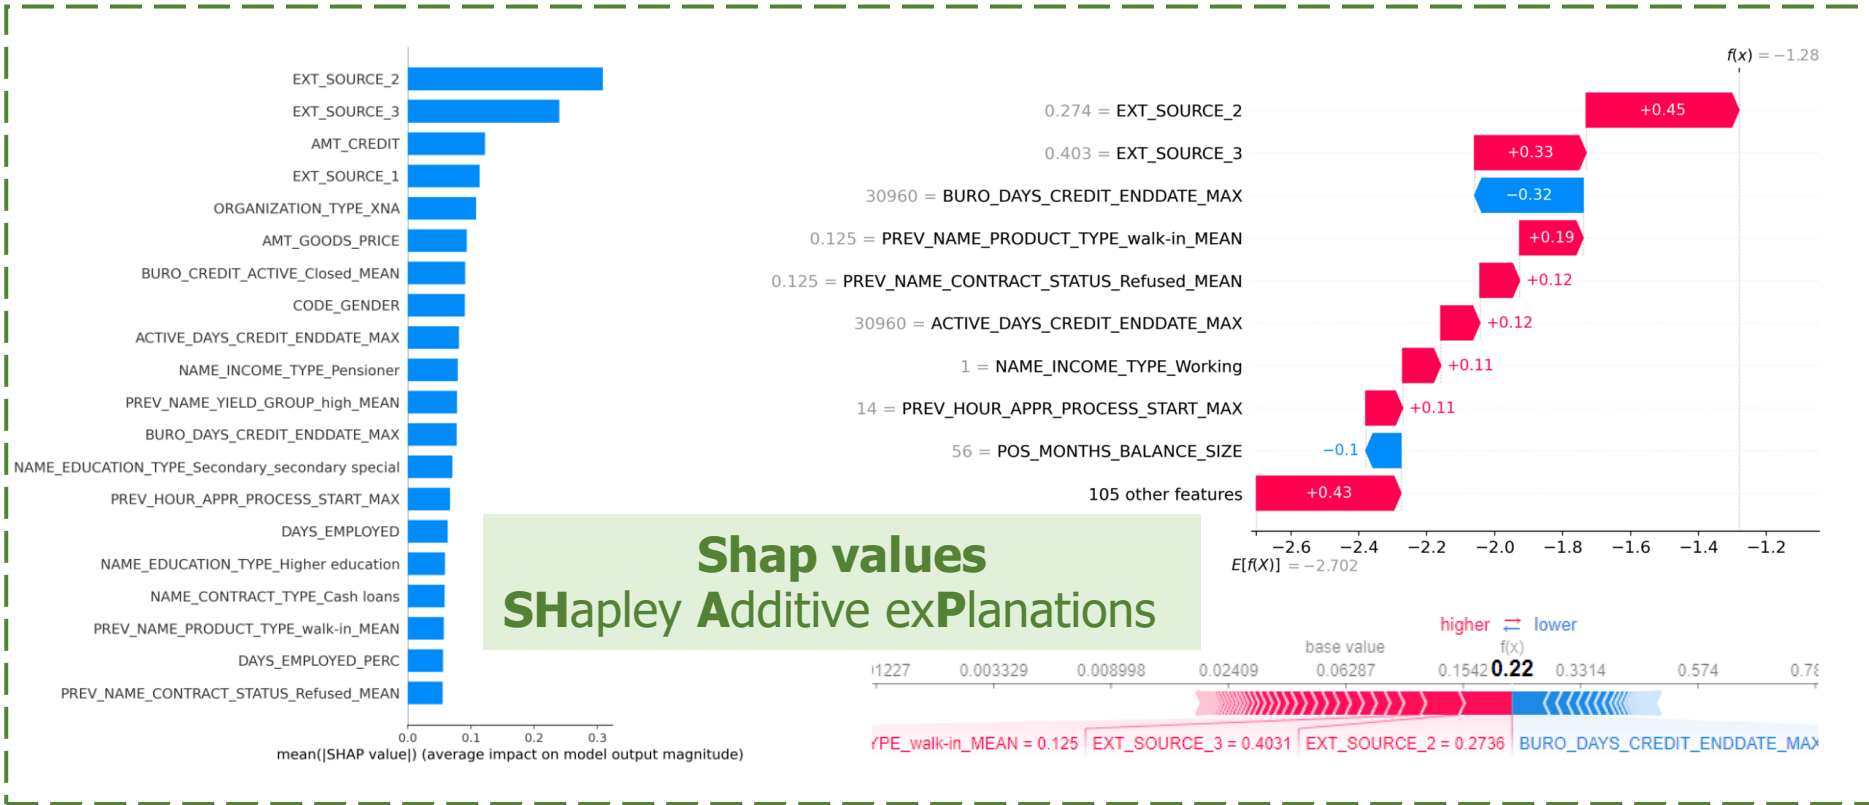 EXT_SOURCE_2
EXT_SOURCE_3
AMT_CREDIT
EXT_SOURCE_1
ORGANIZATION_TYPE_XNA
AMT_GOODS_PRICE
BURO_CREDIT_ACTIVE_Closed_MEAN
CODE_GENDER
ACTIVE_DAYS_CREDIT_ENDDATE_MAX
NAME_INCOME_TYPE_Pensioner
PREV_NAME_YIELD_GROUP_high_MEAN
BURO_DAYS_CREDIT_ENDDATE_MAX
NAME_EDUCATION_TYPE_Secondary_secondary special
PREV_HOUR_APPR_PROCESS_START_MAX
DAYS_EMPLOYED
NAME_EDUCATION_TYPE_Higher education
NAME_CONTRACT_TYPE_Cash loans
PREV_NAME_PRODUCT_TYPE_walk-in_MEAN
DAYS_EMPLOYED_PERC
PREV_NAME_CONTRACT_STATUS_Refused_MEAN
0.0 0.1 0.2 0.3
mean(|SHAP value|) (average impact on model output magnitude)
f(x) = −1.28
0.274 = EXT_SOURCE_2 +0.45
0.403 = EXT_SOURCE_3 +0.33
30960 = BURO_DAYS_CREDIT_ENDDATE_MAX −0.32
0.125 = PREV_NAME_PRODUCT_TYPE_walk-in_MEAN +0.19
0.125 = PREV_NAME_CONTRACT_STATUS_Refused_MEAN +0.12
30960 = ACTIVE_DAYS_CREDIT_ENDDATE_MAX +0.12
1 = NAME_INCOME_TYPE_Working +0.11
14 = PREV_HOUR_APPR_PROCESS_START_MAX +0.11
56 = POS_MONTHS_BALANCE_SIZE −0.1
105 other features +0.43
−2.6 −2.4 −2.2 −2.0 −1.8 −1.6 −1.4 −1.2
E[f(X)] = −2.702
Shap values
SHapley Additive exPlanations
higher ⇄ lower
base value f(x)
1227 0.003329 0.008998 0.02409 0.06287 0.1542 0.22 0.3314 0.574 0.78
YPE_walk-in_MEAN = 0.125 EXT_SOURCE_3 = 0.4031 EXT_SOURCE_2 = 0.2736 BURO_DAYS_CREDIT_ENDDATE_MAX